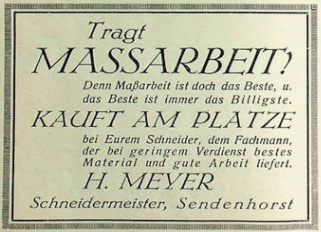 Tragt
MASSARBEIT!
Denn Maßarbeit ist doch das Beste, u.
das Beste ist immer das Billigste.
KAUFT AM PLATZE
bei Eurem Schneider, dem Fachmann,
der bei geringem Verdienst bestes
Material und gute Arbeit liefert.
H. MEYER
Schneidermeister, Sendenhorst